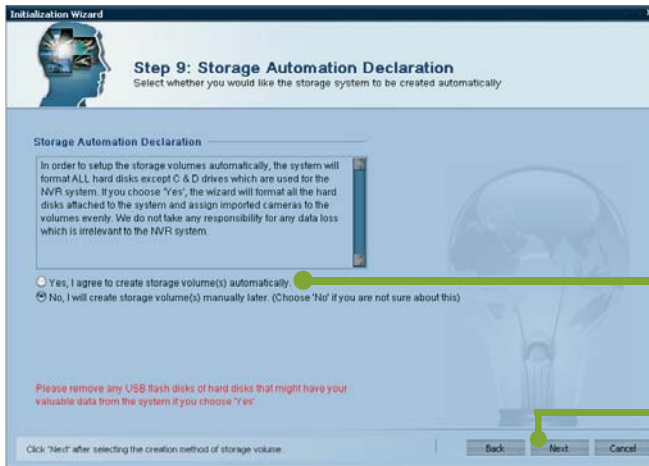 Initialization Wizard
Step 9: Storage Automation Declaration
Select whether you would like the storage system to be created automatically
Storage Automation Declaration
In order to setup the storage volumes automatically, the system will
format ALL hard disks except C & D drives which are used for the
NVR system. If you choose 'Yes', the wizard will format all the hard
disks attached to the system and assign imported cameras to the
volumes evenly. We do not take any responsibility for any data loss
which is irrelevant to the NVR system.
Yes, I agree to create storage volume(s) automatically.
No, I will create storage volume(s) manually later. (Choose 'No' if you are not sure about this)
Please remove any USB flash disks of hard disks that might have your
valuable data from the system if you choose 'Yes'
Click 'Next' after selecting the creation method of storage volume.
Back
Next
Cancel